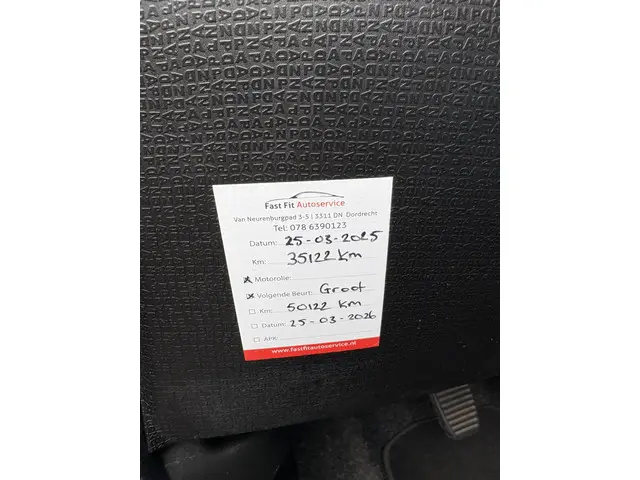 Fast Fit Autoservice
Van Neurenburgpad 3-5 | 3311 DN Dordrecht
Tel: 078 6390123
Datum: 25-03-2025
Km: 35122 km
Motorolie:
Volgende Beurt: Groot
Km: 50122 km
Datum: 25-03-2026
APK:
www.fastfitautoservice.nl